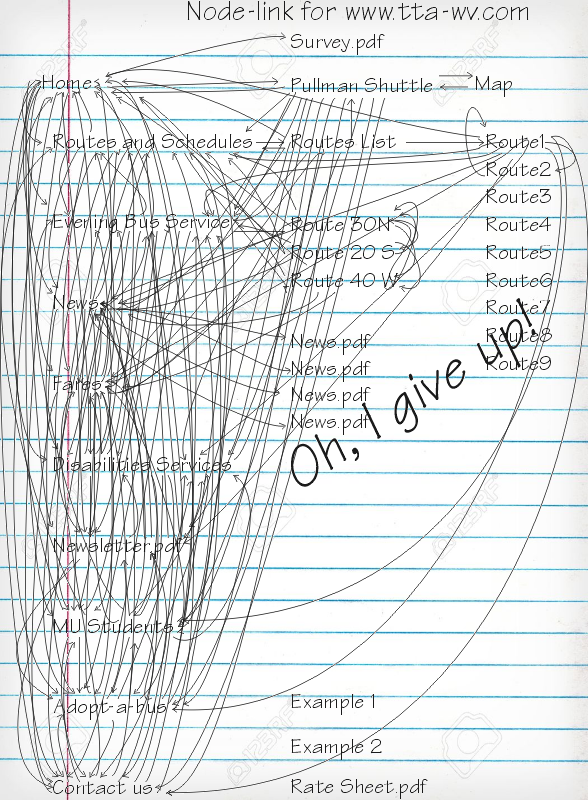 Node-link for www.tta-wv.com
Survey.pdf
Home
Pullman Shuttle
Map
Routes and Schedules
Routes List
Route1
Route2
Route3
Evening Bus Service
Route 30N
Route4
Route 20 S
Route5
Route 40 W
Route6
News
Route7
News.pdf
Route8
News.pdf
Route9
Fares
News.pdf
News.pdf
Oh, I give up!
Disabilities Services
Newsletter.pdf
MU Students
Adopt-a-bus
Example 1
Example 2
Contact us
Rate Sheet.pdf